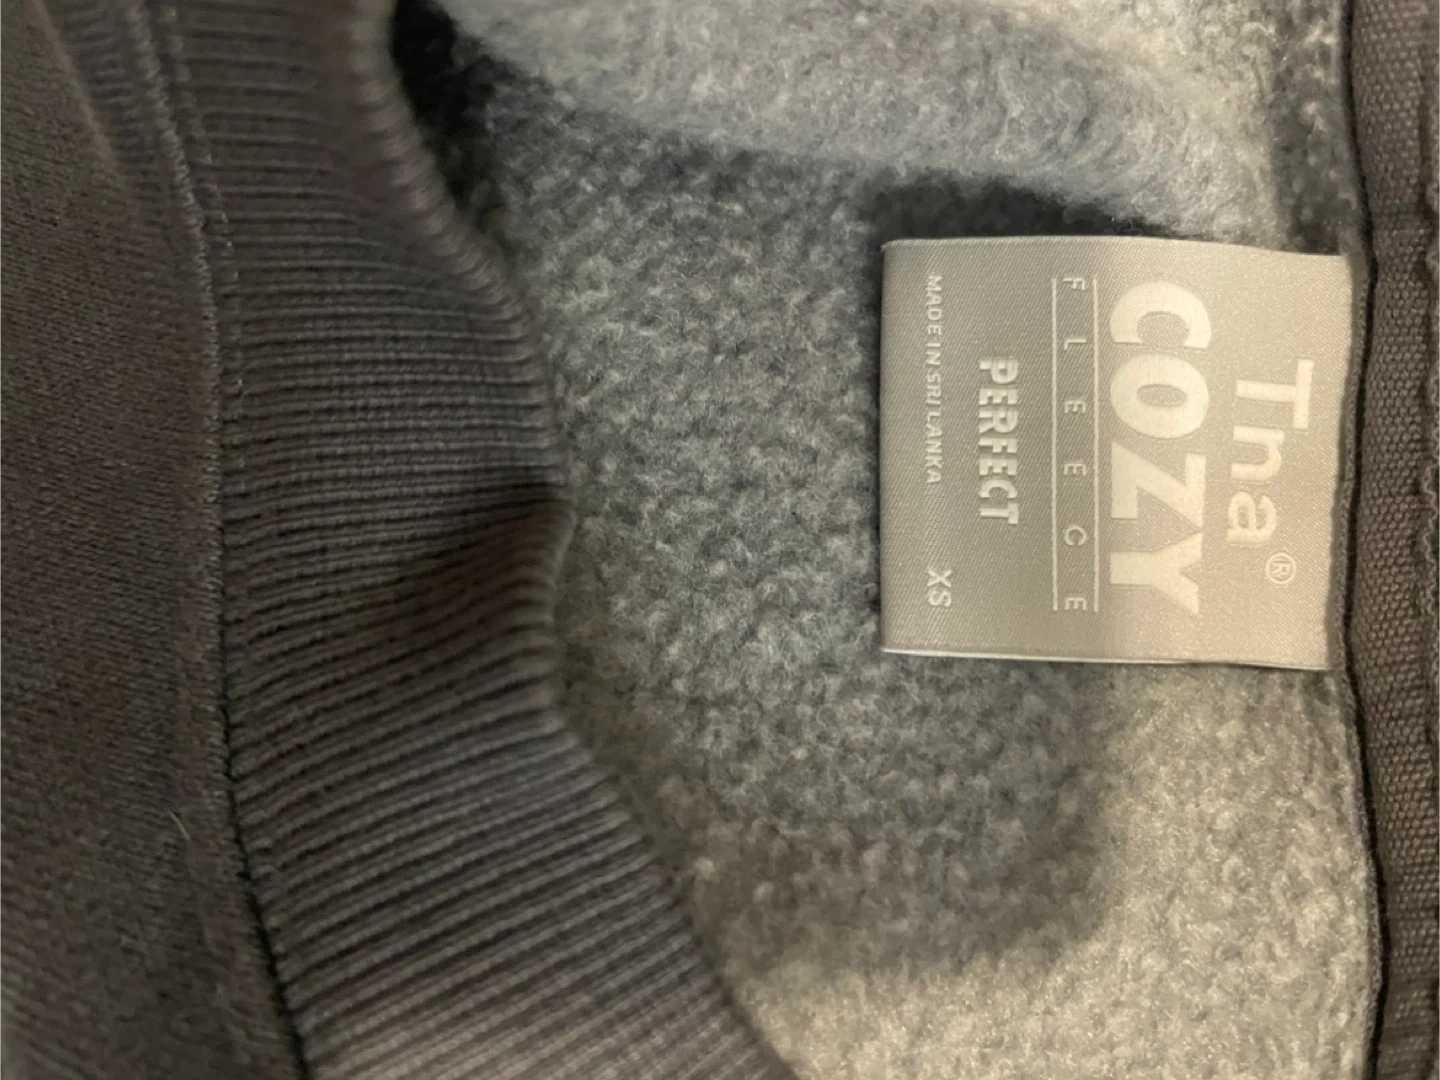 Tna®
COZY
FLEECE
PERFECT
MADE IN SRI LANKA XS